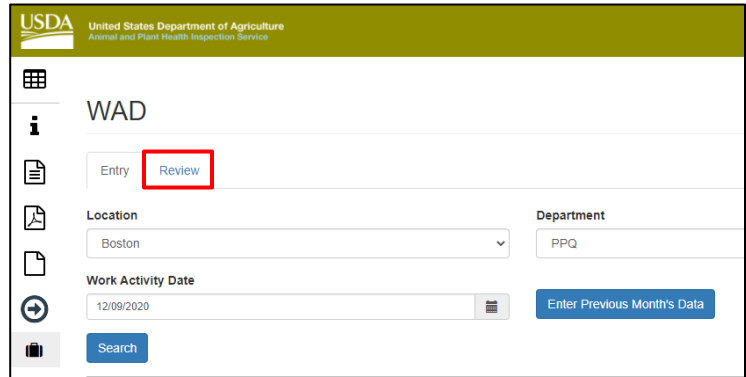 USDA
United States Department of Agriculture
Animal and Plant Health Inspection Service
WAD
Entry Review
Location Department
Boston PPQ
Work Activity Date
12/09/2020 Enter Previous Month's Data
Search